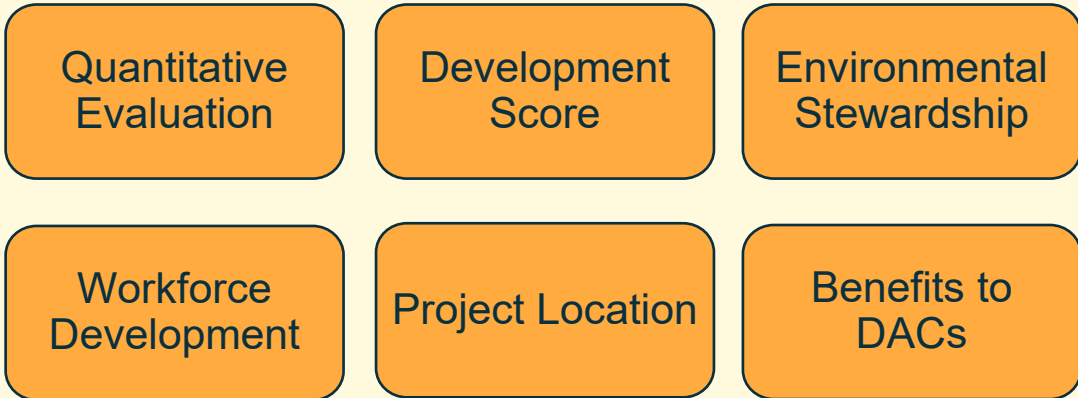 Quantitative
Evaluation
Development
Score
Environmental
Stewardship
Workforce
Development
Project Location
Benefits to
DACs